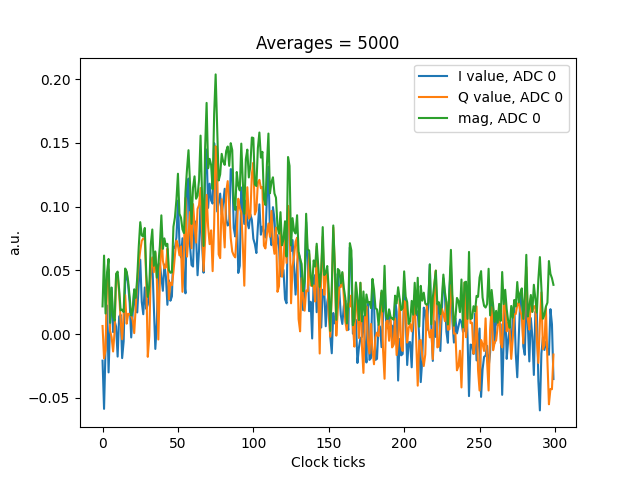 Averages = 5000
I value, ADC 0
Q value, ADC 0
mag, ADC 0
0.20
0.15
0.10
0.05
0.00
−0.05
a.u.
0 50 100 150 200 250 300
Clock ticks